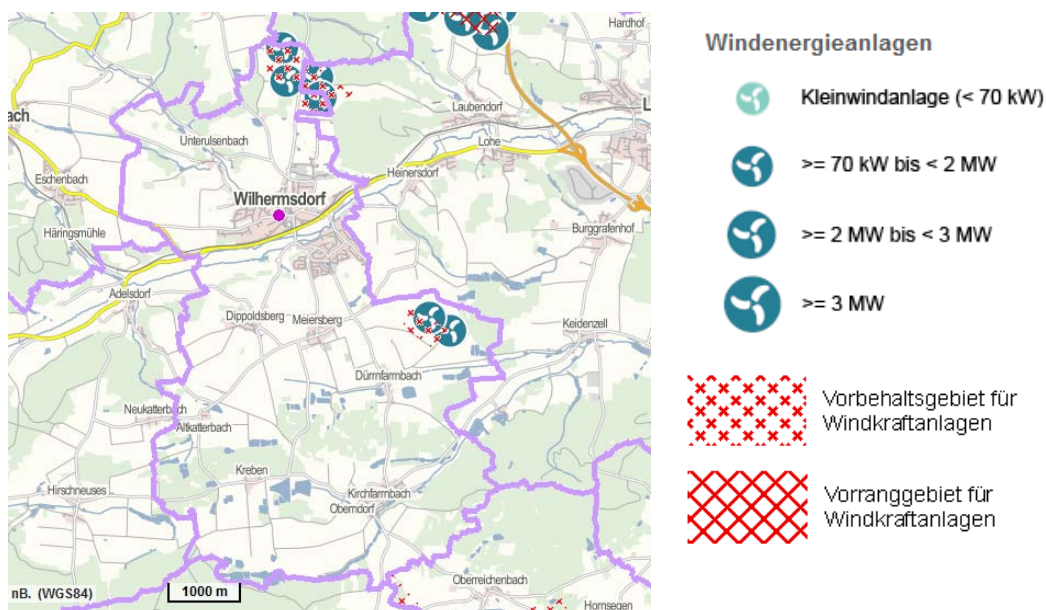 Hardhof
Laubendorf
L
ach
Unterulsenbach
Lohe
Eschenbach
Heinersdorf
Wilhermsdorf
Häringsmühle
Burggrafenhof
Adelsdorf
Dippoldsberg
Meiersberg
Keidenzell
Dürrnfarrnbach
Neukatterbach
Altkatterbach
Kreben
Hirschneuses
Kirchfarrnbach
Oberndorf
Oberreichenbach
Hornsegen
nB. (WGS84)
1000 m
Windenergieanlagen
Kleinwindanlage (< 70 kW)
>= 70 kW bis < 2 MW
>= 2 MW bis < 3 MW
>= 3 MW
Vorbehaltsgebiet für
Windkraftanlagen
Vorranggebiet für
Windkraftanlagen